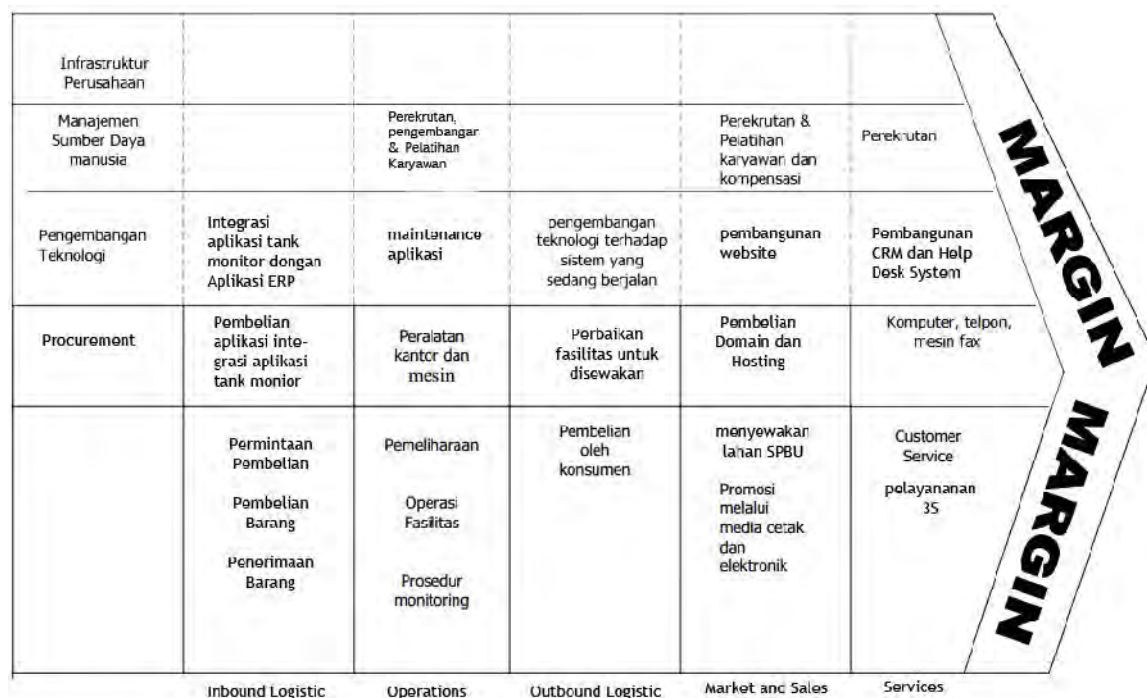 Infrastruktur
Perusahaan
Manajemen
Sumber Daya
manusia
Perekrutan,
pengembangan
& Pelatihan
Karyawan
Perekrutan &
Pelatihan
karyawan dan
kompensasi
Perekrutan
Pengembangan
Teknologi
Integrasi
aplikasi tank
monitor dongan
Aplikasi ERP
maintenance
aplikasi
pengembangan
teknologi terhadap
sistem yang
sedang berjalan
pembangunan
website
Pembangunan
CRM dan Help
Desk System
Procurement
Pembelian
aplikasi inte-
grasi aplikasi
tank monior
Peralatan
kantor dan
mesin
Perbaikan
fasilitas untuk
disewakan
Pembelian
Domain dan
Hosting
Komputer, telpon,
mesin fax
Permintaan
Pembelian
Pembelian
Barang
Penerimaan
Barang
Pemeliharaan
Operasi
Fasilitas
Prosedur
monitoring
Pembelian
oleh
konsumen
menyewakan
lahan SPBU
Promosi
melalui
media cetak
dan
elektronik
Customer
Service
pelayananan
3S
MARGIN
MARGIN
Inbound Logistic
Operations
Outbound Logistic
Market and Sales
Services